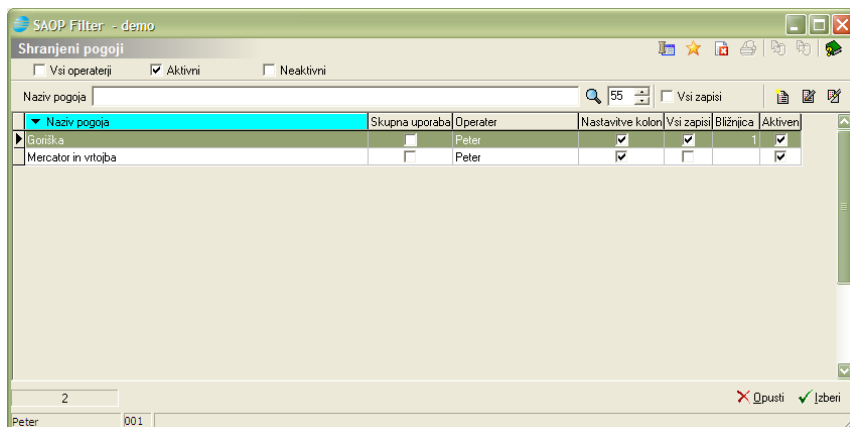 SAOP Filter - demo
Shranjeni pogoji
Vsi operaterji Aktivni Neaktivni
Naziv pogoja 55 Vsi zapisi
Naziv pogoja Skupna uporaba Operater Nastavitve kolon Vsi zapisi Bližnjica Aktiven
Goriška Peter 1
Mercator in vrtojba Peter
2 Opusti Izberi
Peter 001